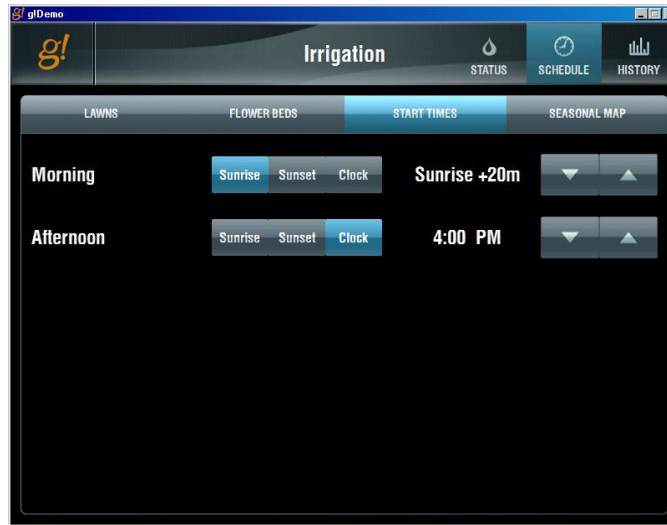 g! g!Demo
g! Irrigation STATUS SCHEDULE HISTORY
LAWNS FLOWER BEDS START TIMES SEASONAL MAP
Morning Sunrise Sunset Clock Sunrise +20m
Afternoon Sunrise Sunset Clock 4:00 PM